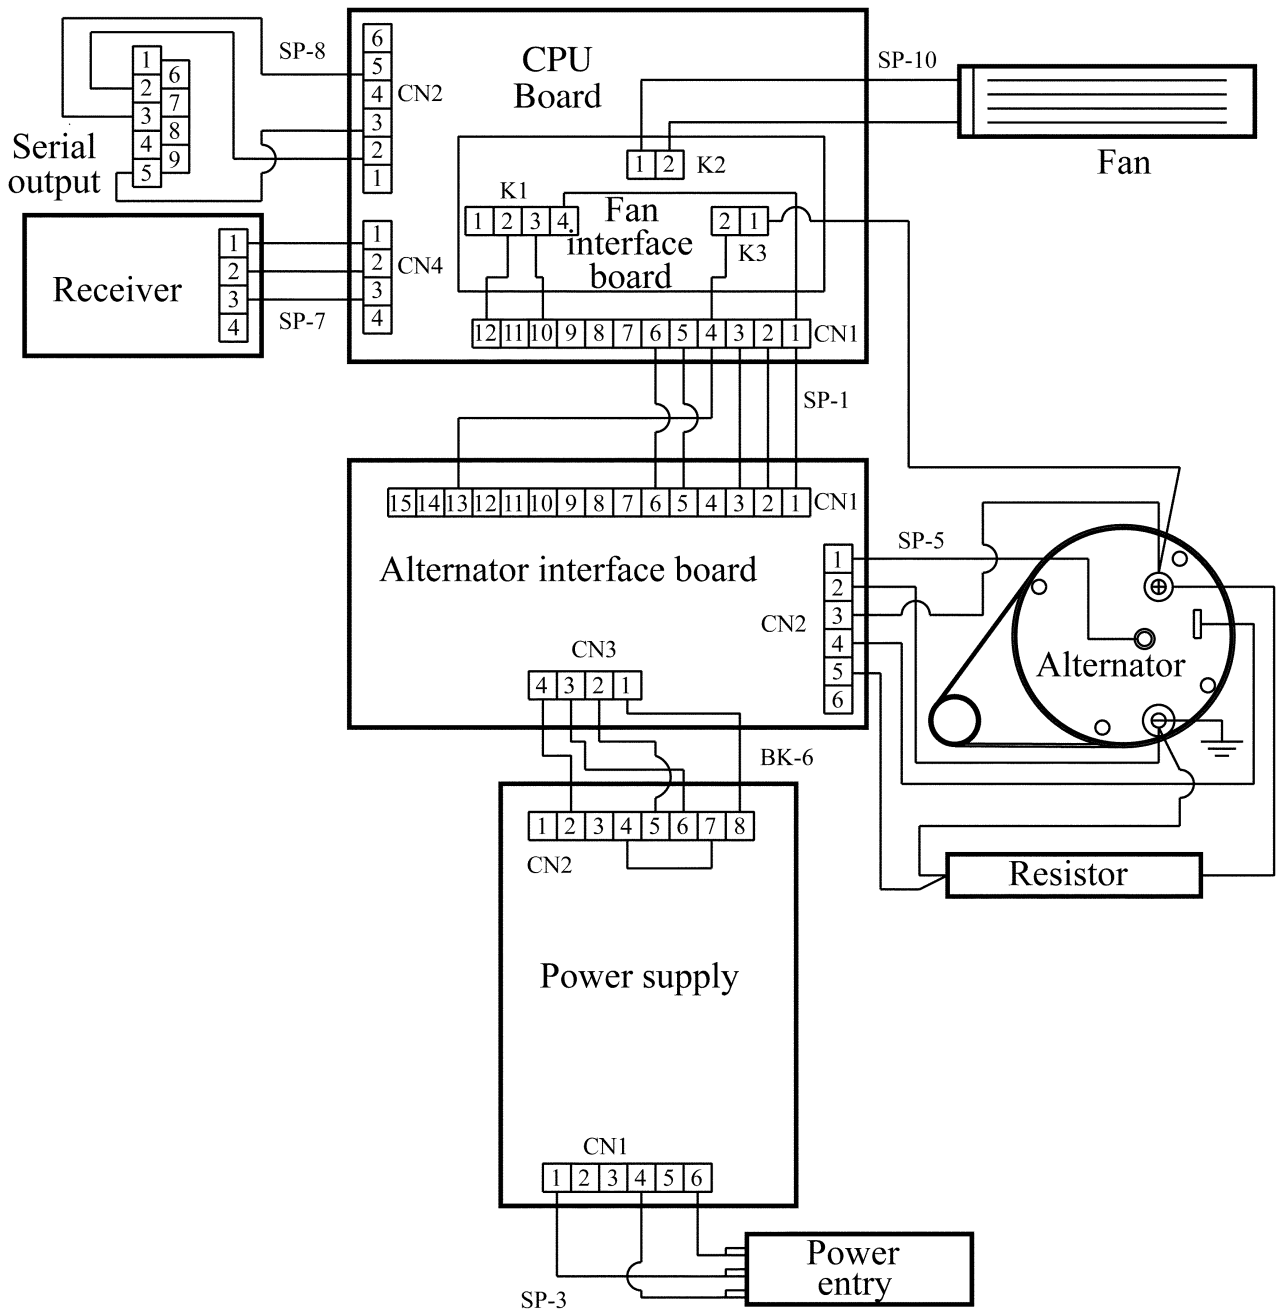 SP-8
CPU
Board
SP-10
6
5
4
3
2
1
CN2
1
2
3
4
5
6
7
8
9
Serial
output
Fan
1 2
K2
K1
1 2 3 4
Fan
interface
board
2 1
K3
Receiver
1
2
3
4
SP-7
1
2
3
4
CN4
12 11 10 9 8 7 6 5 4 3 2 1 CN1
SP-1
15 14 13 12 11 10 9 8 7 6 5 4 3 2 1 CN1
Alternator interface board
SP-5
1
2
3
4
5
6
CN2
Alternator
CN3
4 3 2 1
BK-6
1 2 3 4 5 6 7 8
CN2
Resistor
Power supply
CN1
1 2 3 4 5 6
Power
entry
SP-3